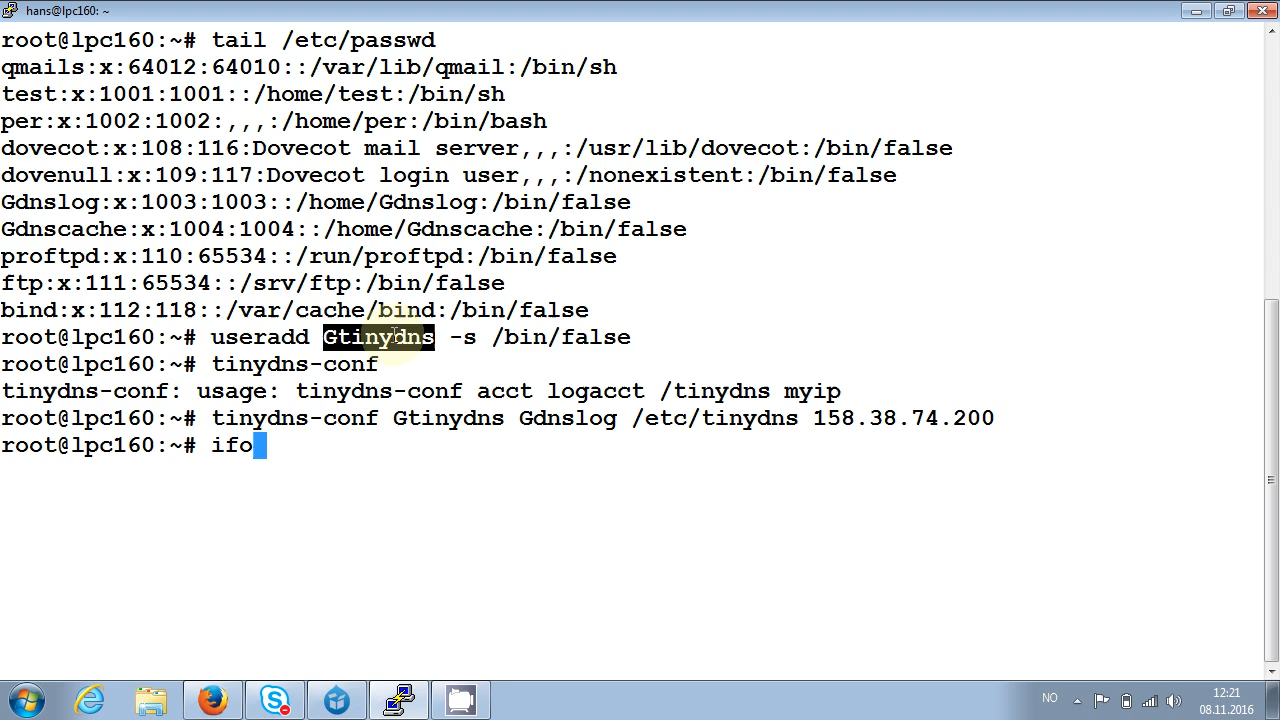 hans@lpc160: ~
root@lpc160:~# tail /etc/passwd
qmails:x:64012:64010::/var/lib/qmail:/bin/sh
test:x:1001:1001::/home/test:/bin/sh
per:x:1002:1002:,,,:/home/per:/bin/bash
dovecot:x:108:116:Dovecot mail server,,,:/usr/lib/dovecot:/bin/false
dovenull:x:109:117:Dovecot login user,,,:/nonexistent:/bin/false
Gdnslog:x:1003:1003::/home/Gdnslog:/bin/false
Gdnscache:x:1004:1004::/home/Gdnscache:/bin/false
proftpd:x:110:65534::/run/proftpd:/bin/false
ftp:x:111:65534::/srv/ftp:/bin/false
bind:x:112:118::/var/cache/bind:/bin/false
root@lpc160:~# useradd Gtinydns -s /bin/false
root@lpc160:~# tinydns-conf
tinydns-conf: usage: tinydns-conf acct logacct /tinydns myip
root@lpc160:~# tinydns-conf Gtinydns Gdnslog /etc/tinydns 158.38.74.200
root@lpc160:~# ifo
NO
12:21
08.11.2016